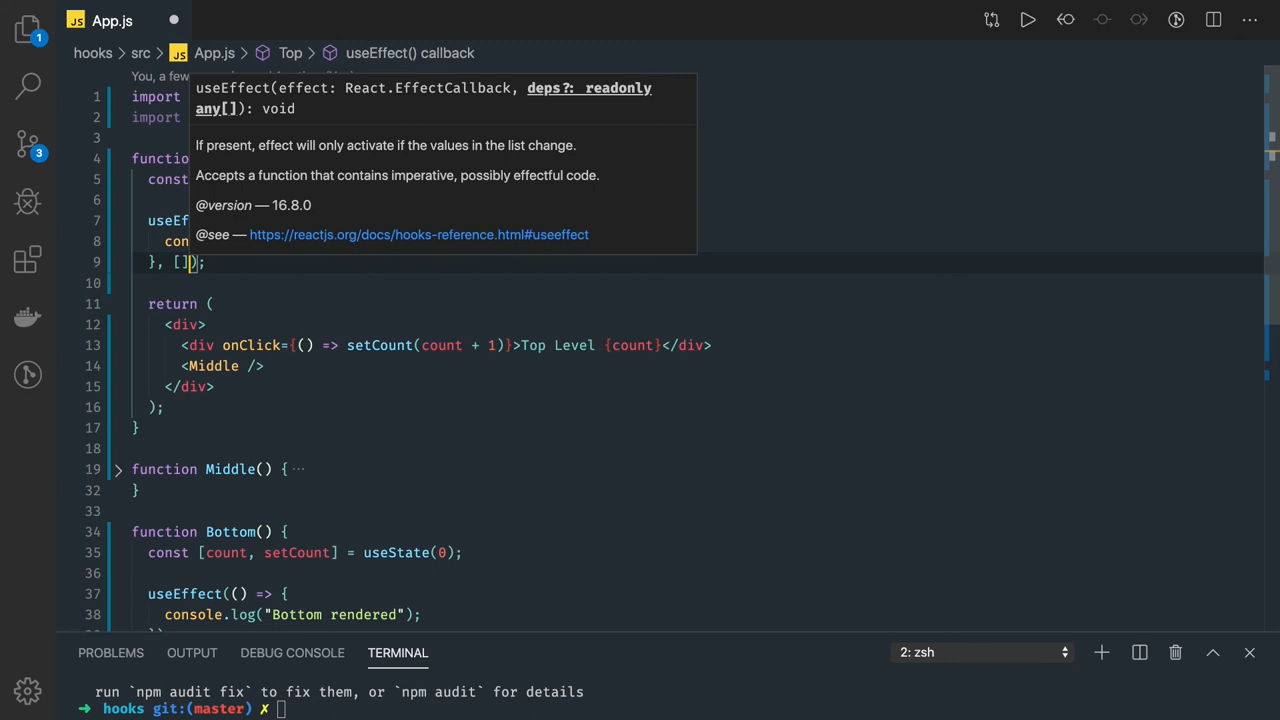 JS App.js
hooks > src > JS App.js > Top > useEffect() callback
You, a few
1 import
2 import
3
4 functio
5 const
6
7 useEf
8 con
9 }, []);
useEffect(effect: React.EffectCallback, deps?: readonly
any[]): void
If present, effect will only activate if the values in the list change.
Accepts a function that contains imperative, possibly effectful code.
@version — 16.8.0
@see — https://reactjs.org/docs/hooks-reference.html#useeffect
10
11 return (
12 <div>
13 <div onClick={() => setCount(count + 1)}>Top Level {count}</div>
14 <Middle />
15 </div>
16 );
17 }
18
19 function Middle() { ···
32 }
33
34 function Bottom() {
35 const [count, setCount] = useState(0);
36
37 useEffect(() => {
38 console.log("Bottom rendered");
1
3
PROBLEMS OUTPUT DEBUG CONSOLE TERMINAL 2: zsh
run `npm audit fix` to fix them, or `npm audit` for details
➜ hooks git:(master) ✗